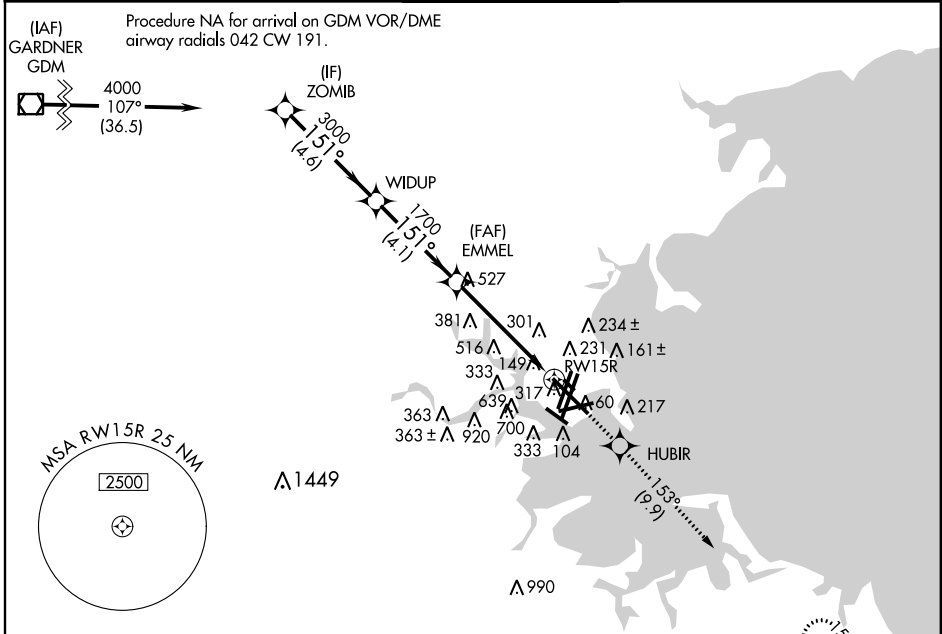 Procedure NA for arrival on GDM VOR/DME
airway radials 042 CW 191.
(IAF)
GARDNER
GDM
4000
107°
(36.5)
(IF)
ZOMIB
3000
151°
(4.6)
WIDUP
1700
151°
(4.1)
(FAF)
EMMEL
527
381
301
234 ±
516
149
231
161 ±
RW15R
333
317
639
60
217
363
700
363 ±
920
333
104
HUBIR
153°
(9.9)
MSA RW15R 25 NM
2500
1449
990